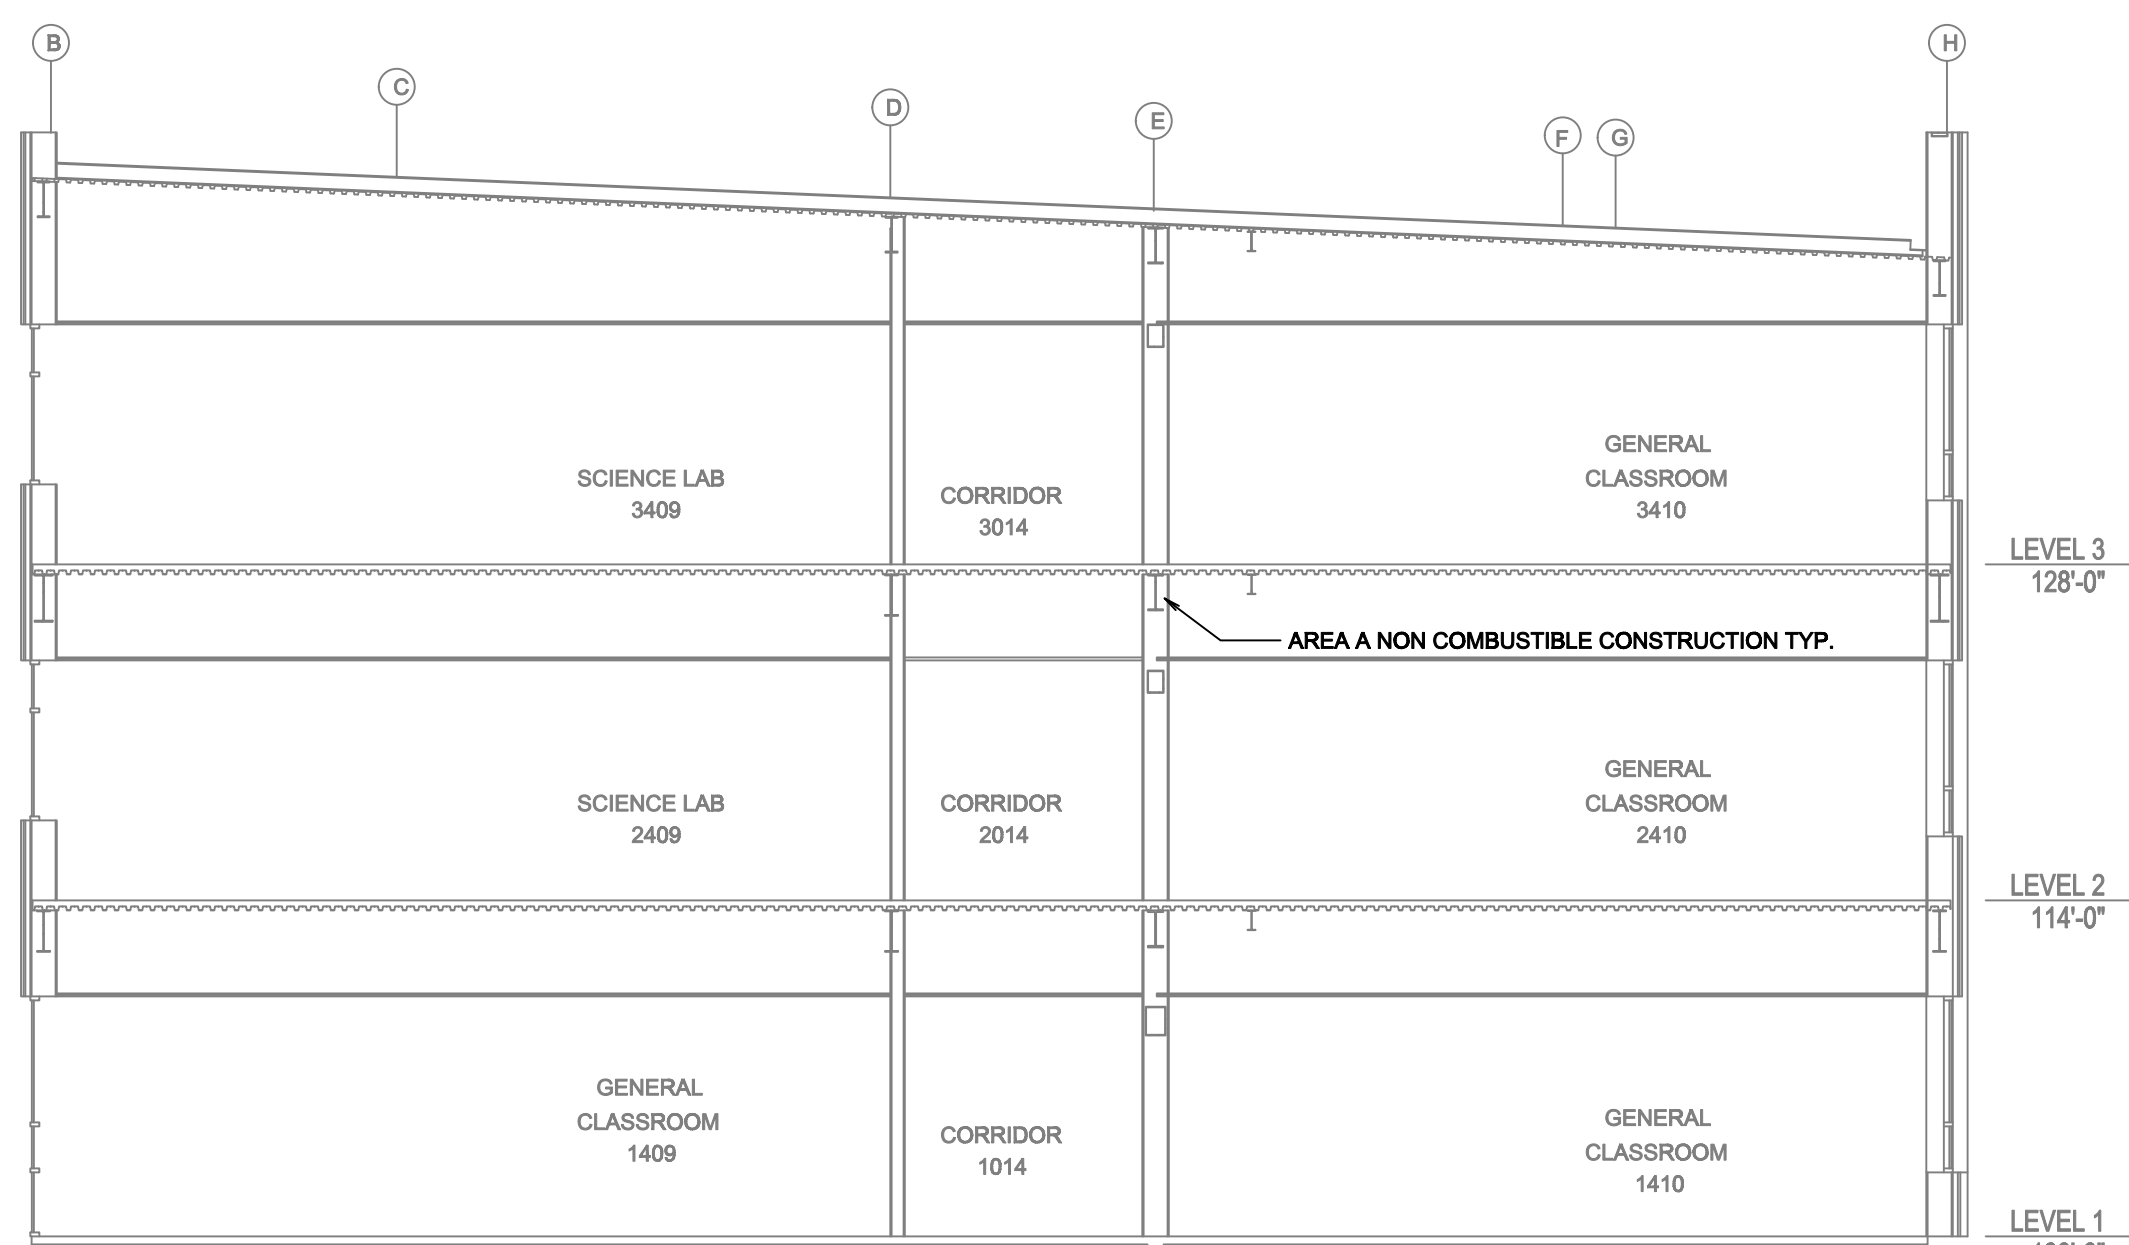 B
C
D
E
F
G
H
GENERAL
SCIENCE LAB
CLASSROOM
3409
CORRIDOR
3410
3014
LEVEL 3
128'-0"
AREA A NON COMBUSTIBLE CONSTRUCTION TYP.
GENERAL
SCIENCE LAB
CORRIDOR
CLASSROOM
2409
2014
2410
LEVEL 2
114'-0"
GENERAL
CLASSROOM
1409
CORRIDOR
1014
GENERAL
CLASSROOM
1410
LEVEL 1